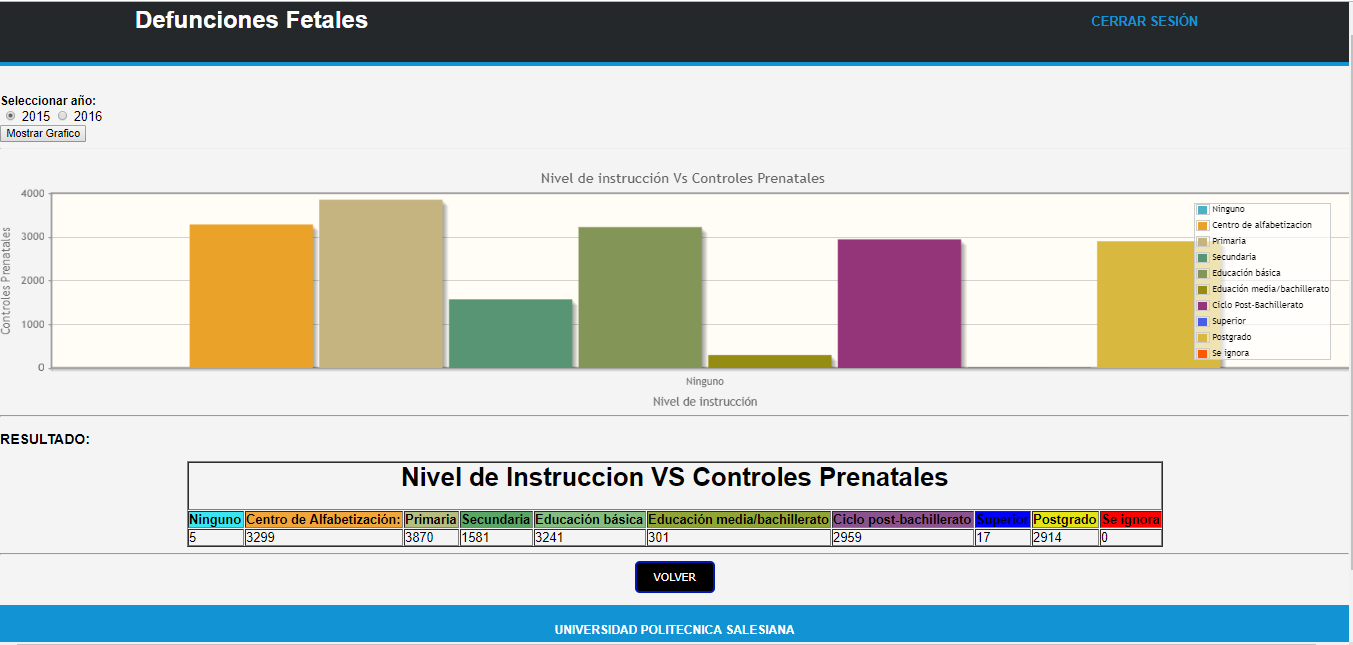 Defunciones Fetales
CERRAR SESIÓN
Seleccionar año:
2015 2016
Mostrar Grafico
Nivel de instrucción Vs Controles Prenatales
Controles Prenatales
4000
3000
2000
1000
0
Ninguno
Centro de alfabetizacion
Primaria
Secundaria
Educación básica
Eduación media/bachillerato
Ciclo Post-Bachillerato
Superior
Postgrado
Se ignora
Ninguno
Nivel de instrucción
RESULTADO:
Nivel de Instruccion VS Controles Prenatales
Ninguno Centro de Alfabetización: Primaria Secundaria Educación básica Educación media/bachillerato Ciclo post-bachillerato Superior Postgrado Se ignora
5 3299 3870 1581 3241 301 2959 17 2914 0
VOLVER
UNIVERSIDAD POLITECNICA SALESIANA